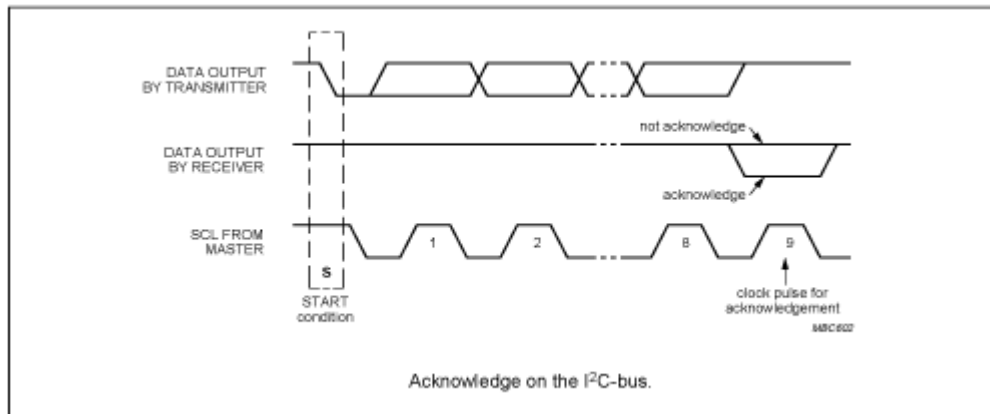 DATA OUTPUT
BY TRANSMITTER
not acknowledge
DATA OUTPUT
BY RECEIVER
acknowledge
SCL FROM
MASTER
1
2
8
9
S
START
condition
clock pulse for
acknowledgement
MBC602
Acknowledge on the I²C-bus.